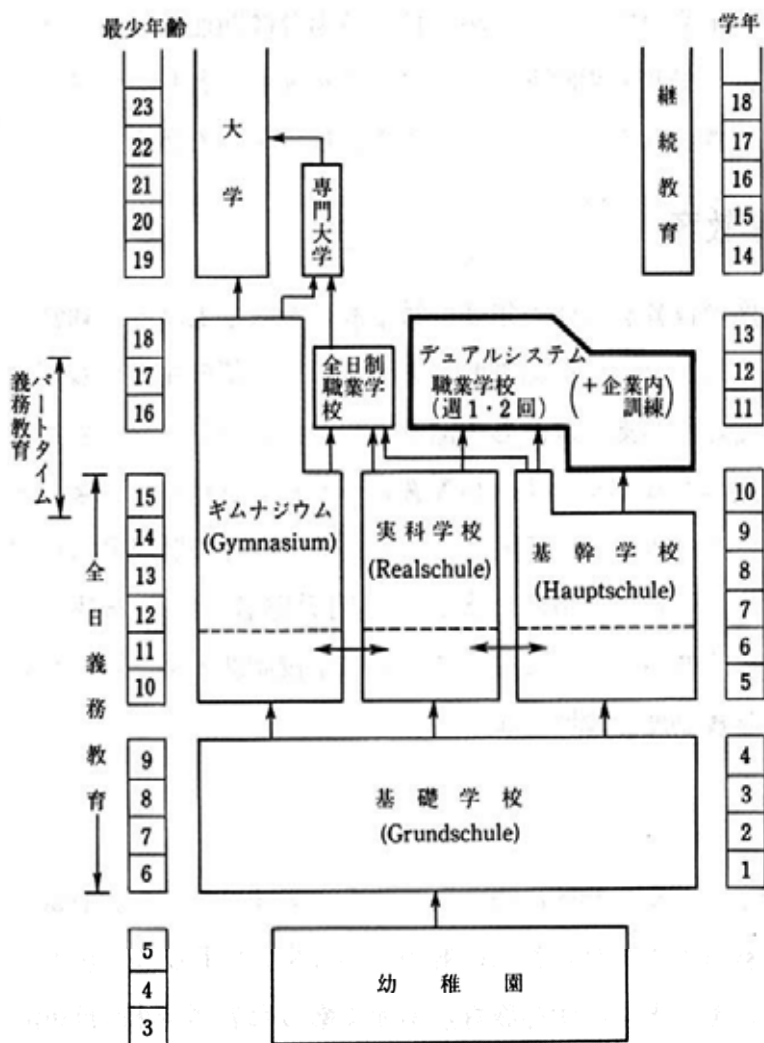 最少年齢
学年
23
22
21
20
19
大学
専門大学
継続教育
18
17
16
15
14
18
17
16
パートタイム
義務教育
全日制
職業学
校
デュアルシステム
職業学校
(週1・2回)
(+企業内
訓練)
13
12
11
15
14
13
12
11
10
全日義務教育
ギムナジウム
(Gymnasium)
実科学校
(Realschule)
基幹学校
(Hauptschule)
10
9
8
7
6
5
9
8
7
6
基礎学校
(Grundschule)
4
3
2
1
5
4
3
幼稚園